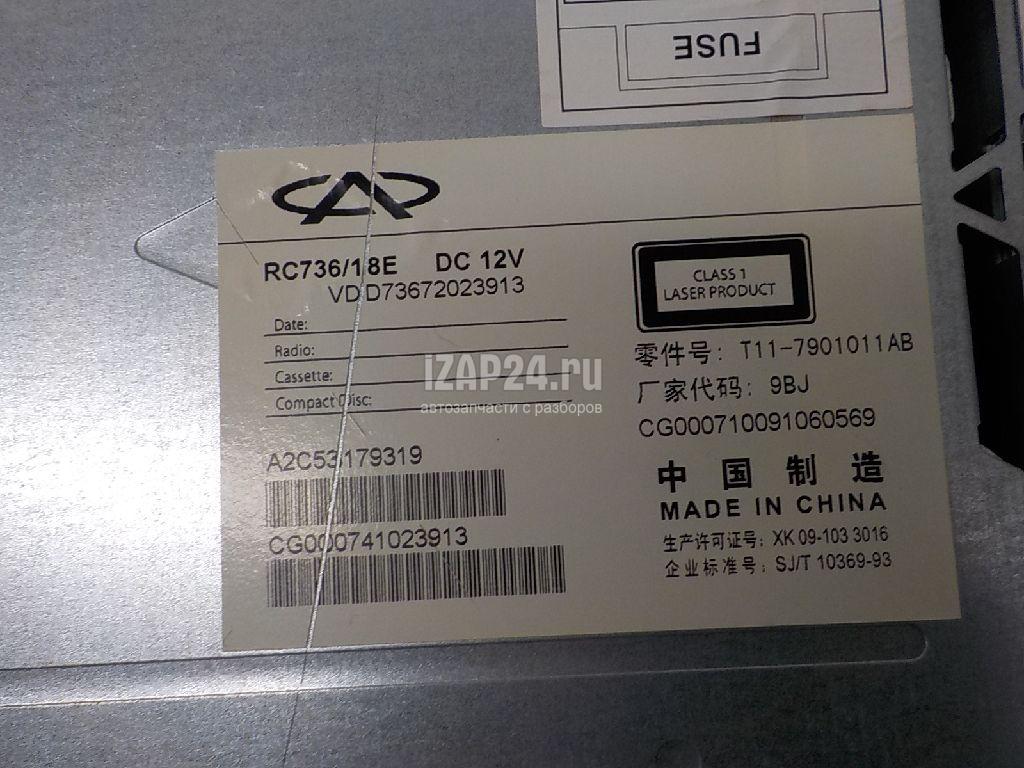 FUSE
RC736/18E DC 12V
VDID73672023913
Date:
Radio:
Cassette:
Compact Disc:
A2C53179319
CG000741023913
CLASS 1
LASER PRODUCT
零件号: T11-7901011AB
厂家代码: 9BJ
CG000710091060569
中国制造
MADE IN CHINA
生产许可证号: XK 09-103 3016
企业标准号: SJ/T 10369-93
iZAP24.ru
автозапчасти с разборов